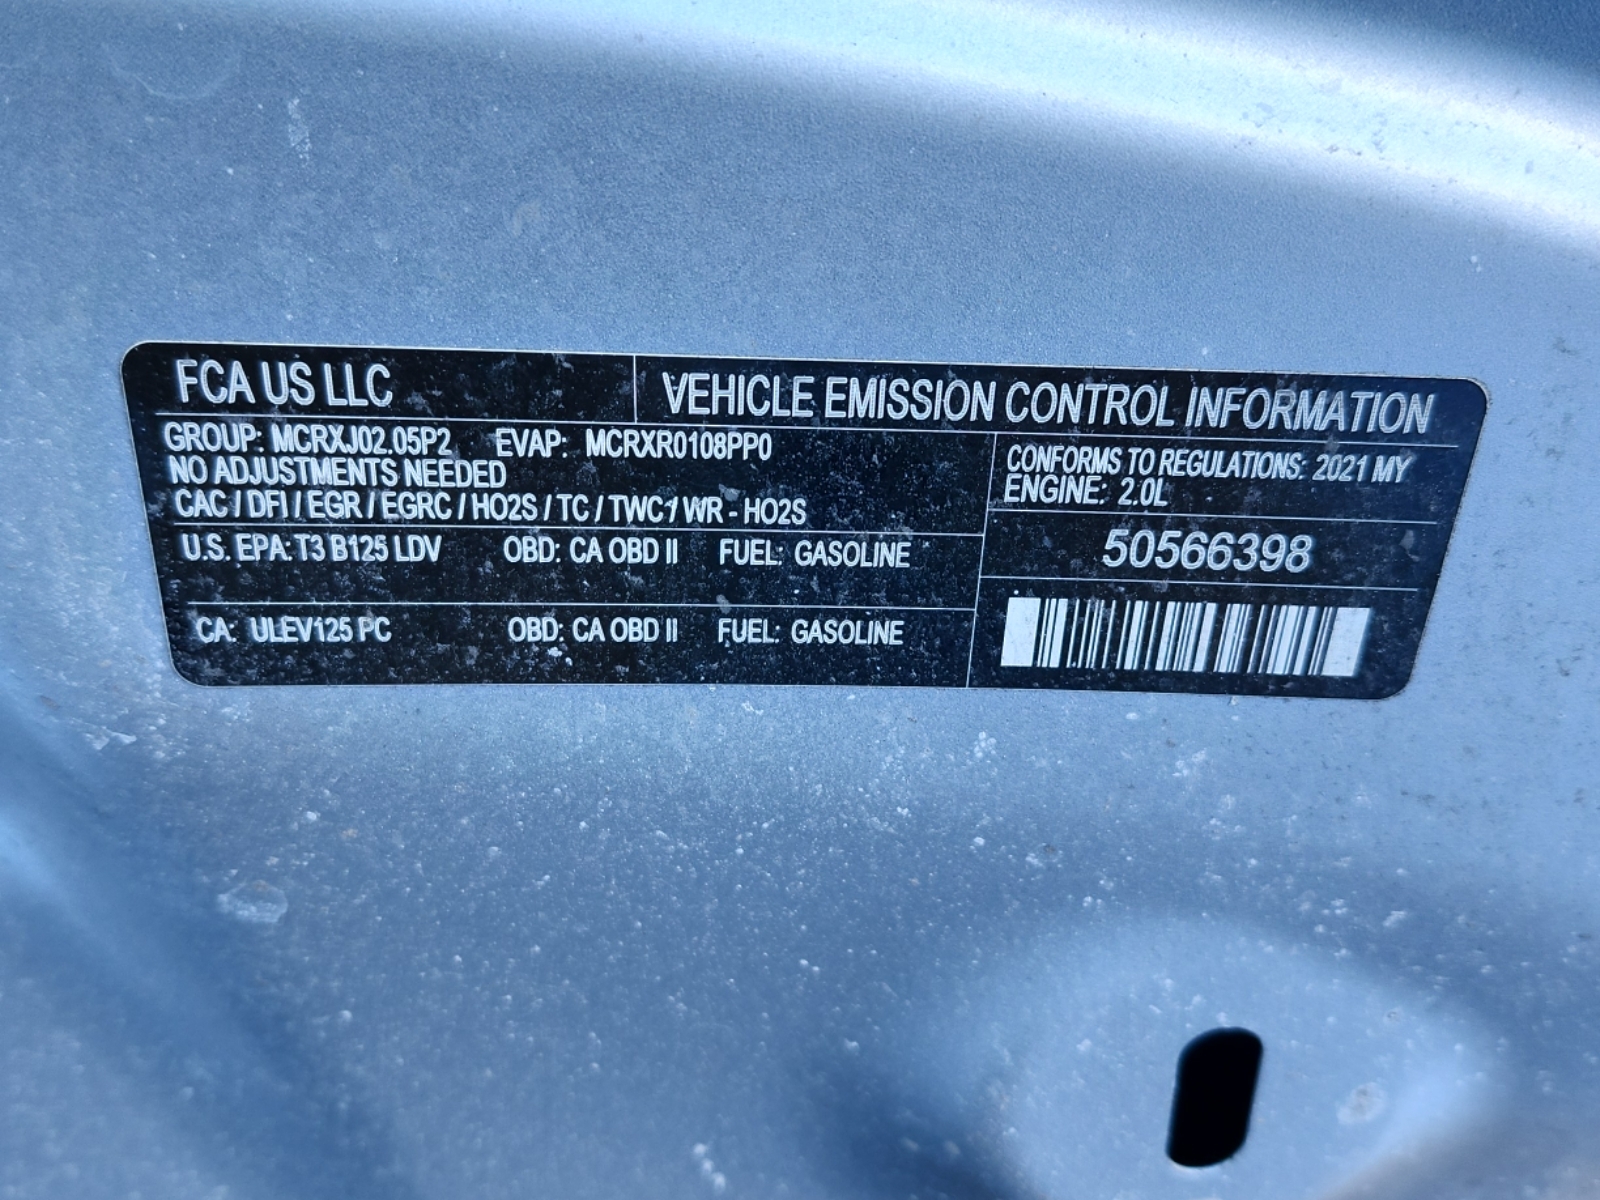 FCA US LLC
VEHICLE EMISSION CONTROL INFORMATION
GROUP: MCRXJ02.05P2 EVAP: MCRXR0108PP0
NO ADJUSTMENTS NEEDED
CAC / DFI / EGR / EGRC / HO2S / TC / TWC / WR - HO2S
U.S. EPA: T3 B125 LDV OBD: CA OBD II FUEL: GASOLINE
CA: ULEV125 PC OBD: CA OBD II FUEL: GASOLINE
CONFORMS TO REGULATIONS: 2021 MY
ENGINE: 2.0L
50566398